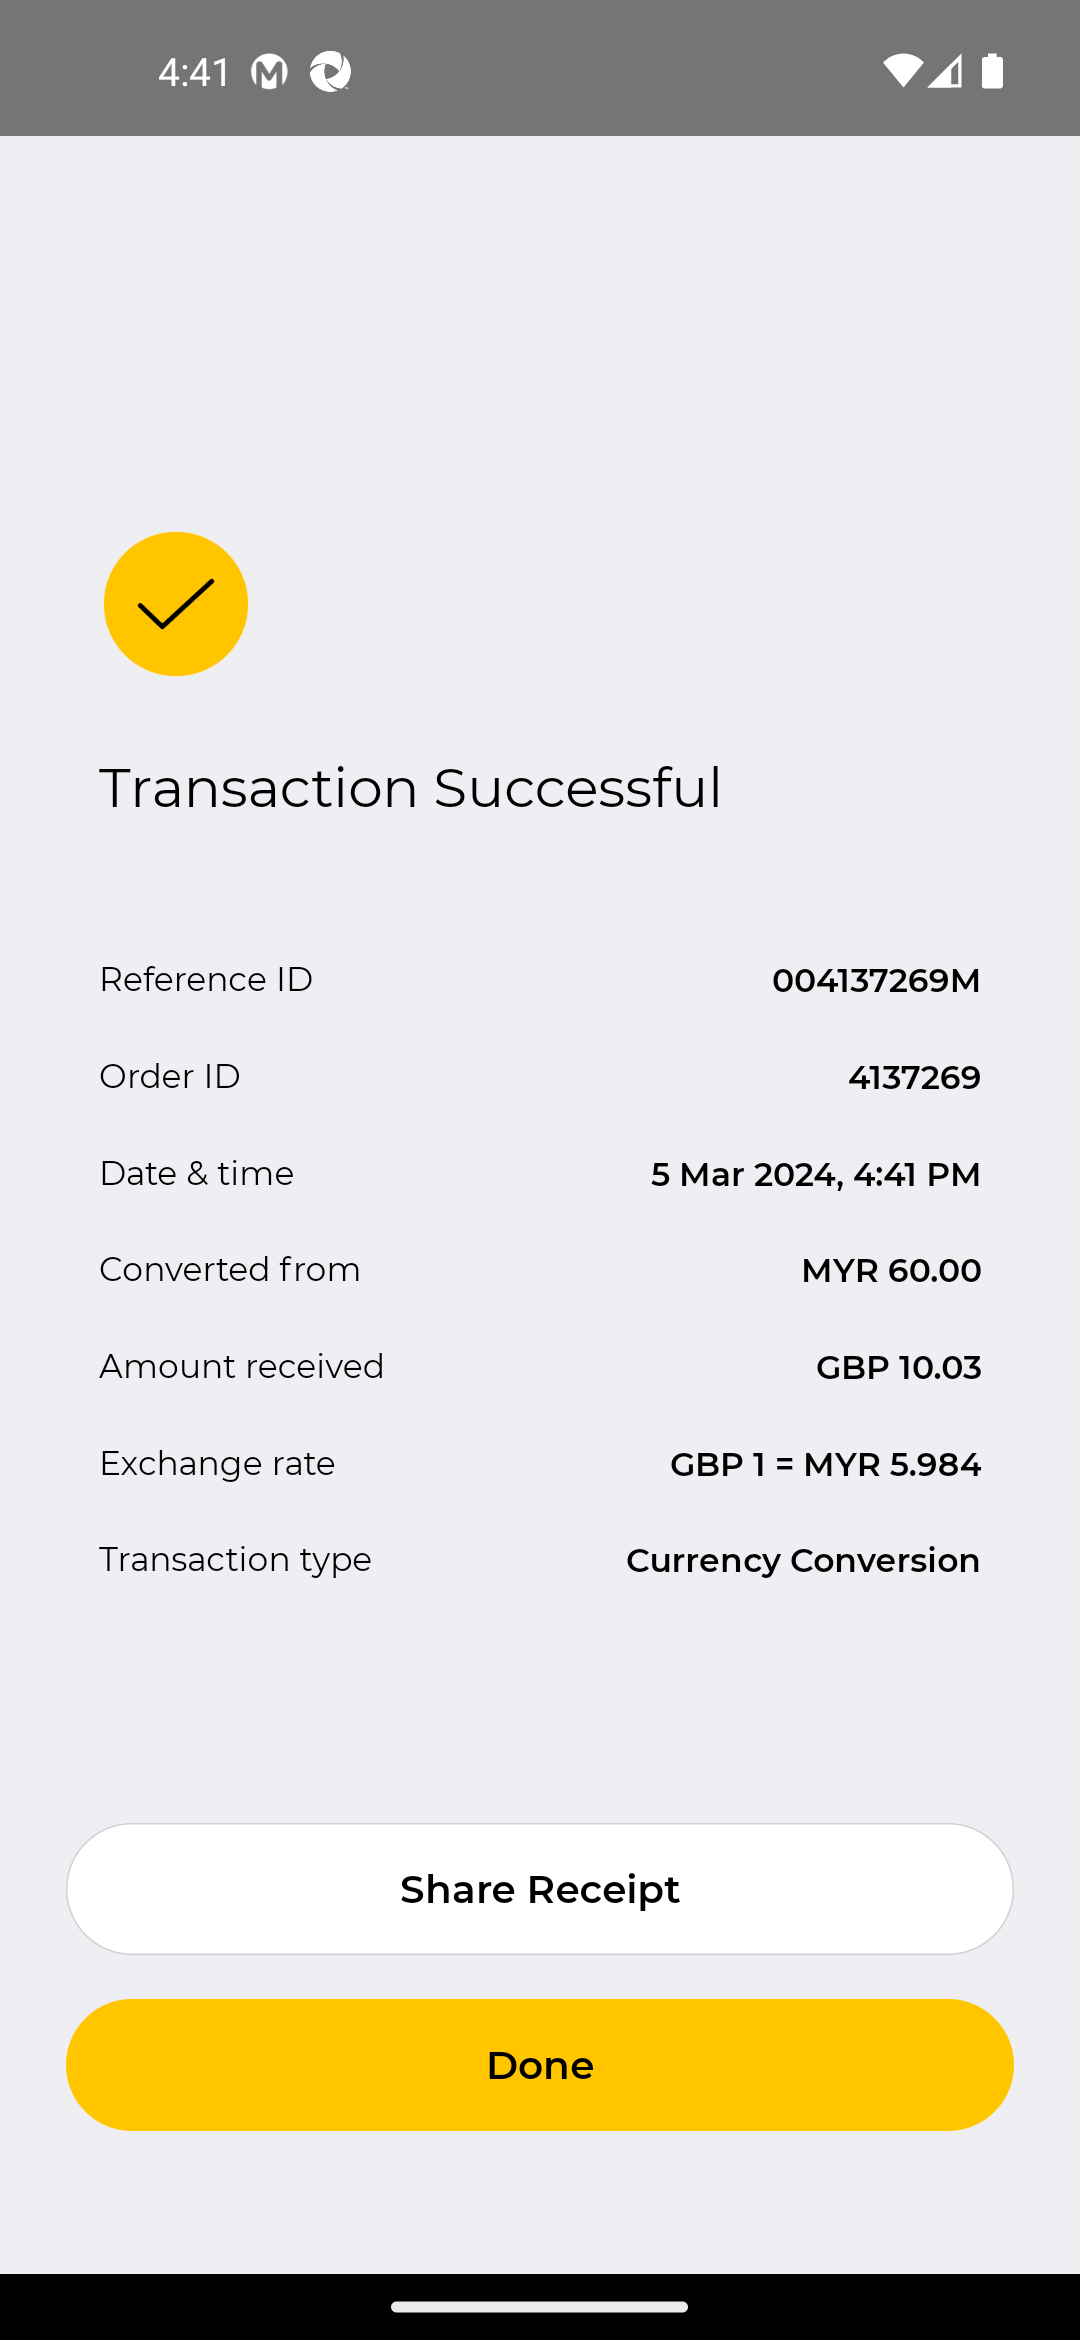 4:41
Transaction Successful
Reference ID 004137269M
Order ID 4137269
Date & time 5 Mar 2024, 4:41 PM
Converted from MYR 60.00
Amount received GBP 10.03
Exchange rate GBP 1 = MYR 5.984
Transaction type Currency Conversion
Share Receipt
Done